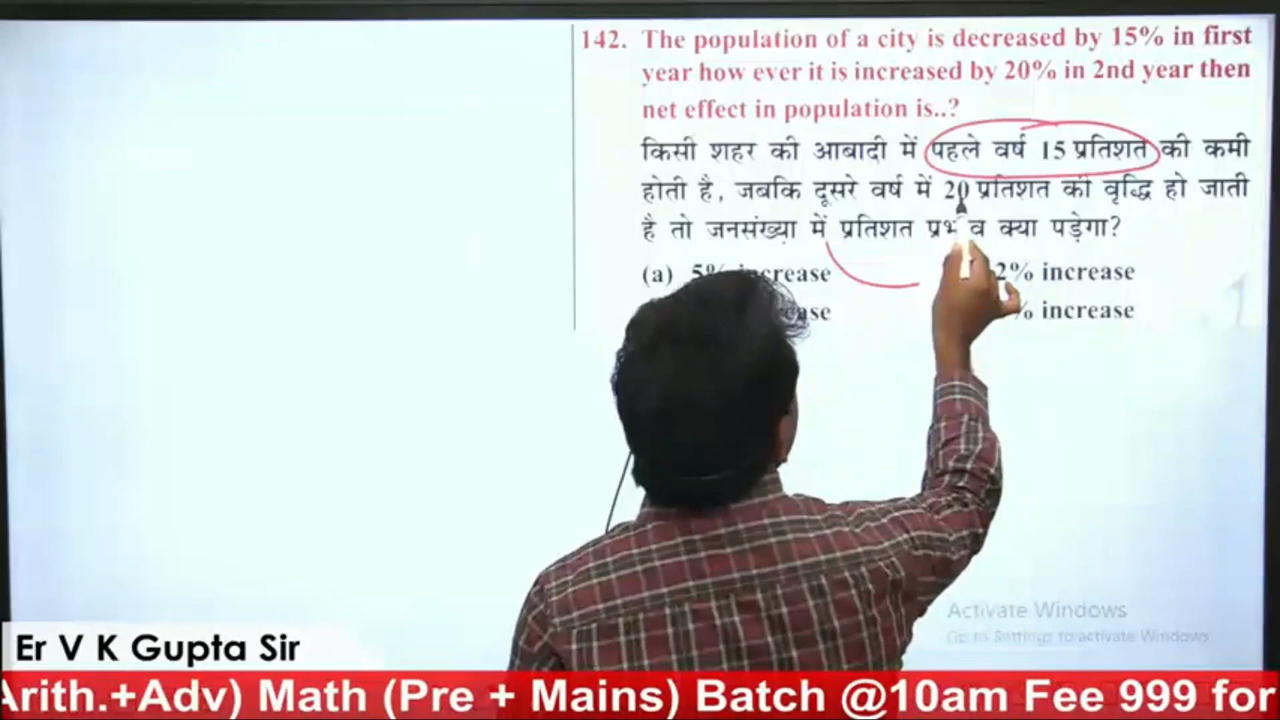 142. The population of a city is decreased by 15% in first
year how ever it is increased by 20% in 2nd year then
net effect in population is..?
किसी शहर की आबादी में पहले वर्ष 15 प्रतिशत की कमी
होती है, जबकि दूसरे वर्ष में 20 प्रतिशत की वृद्धि हो जाती
है तो जनसंख्या में प्रतिशत क्या पड़ेगा?
(a) 2% increase
% increase
Activate Windows
Go to Settings to activate Windows
Er V K Gupta Sir
Arith.+Adv) Math (Pre + Mains) Batch @10am Fee 999 for